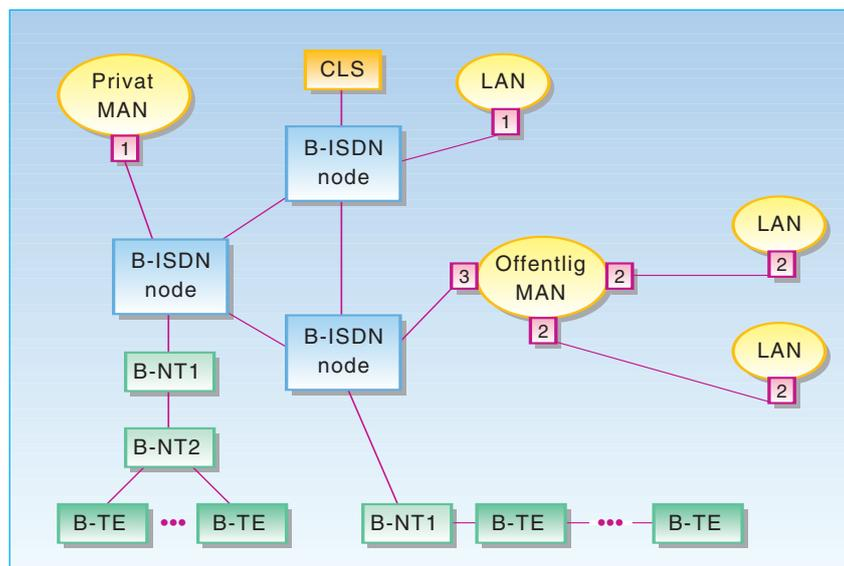 Privat
MAN
1
CLS
LAN
1
B-ISDN
node
B-ISDN
node
B-ISDN
node
3
Offentlig
MAN
2
2
LAN
2
LAN
2
B-NT1
B-NT2
B-TE ••• B-TE
B-NT1 B-TE ••• B-TE